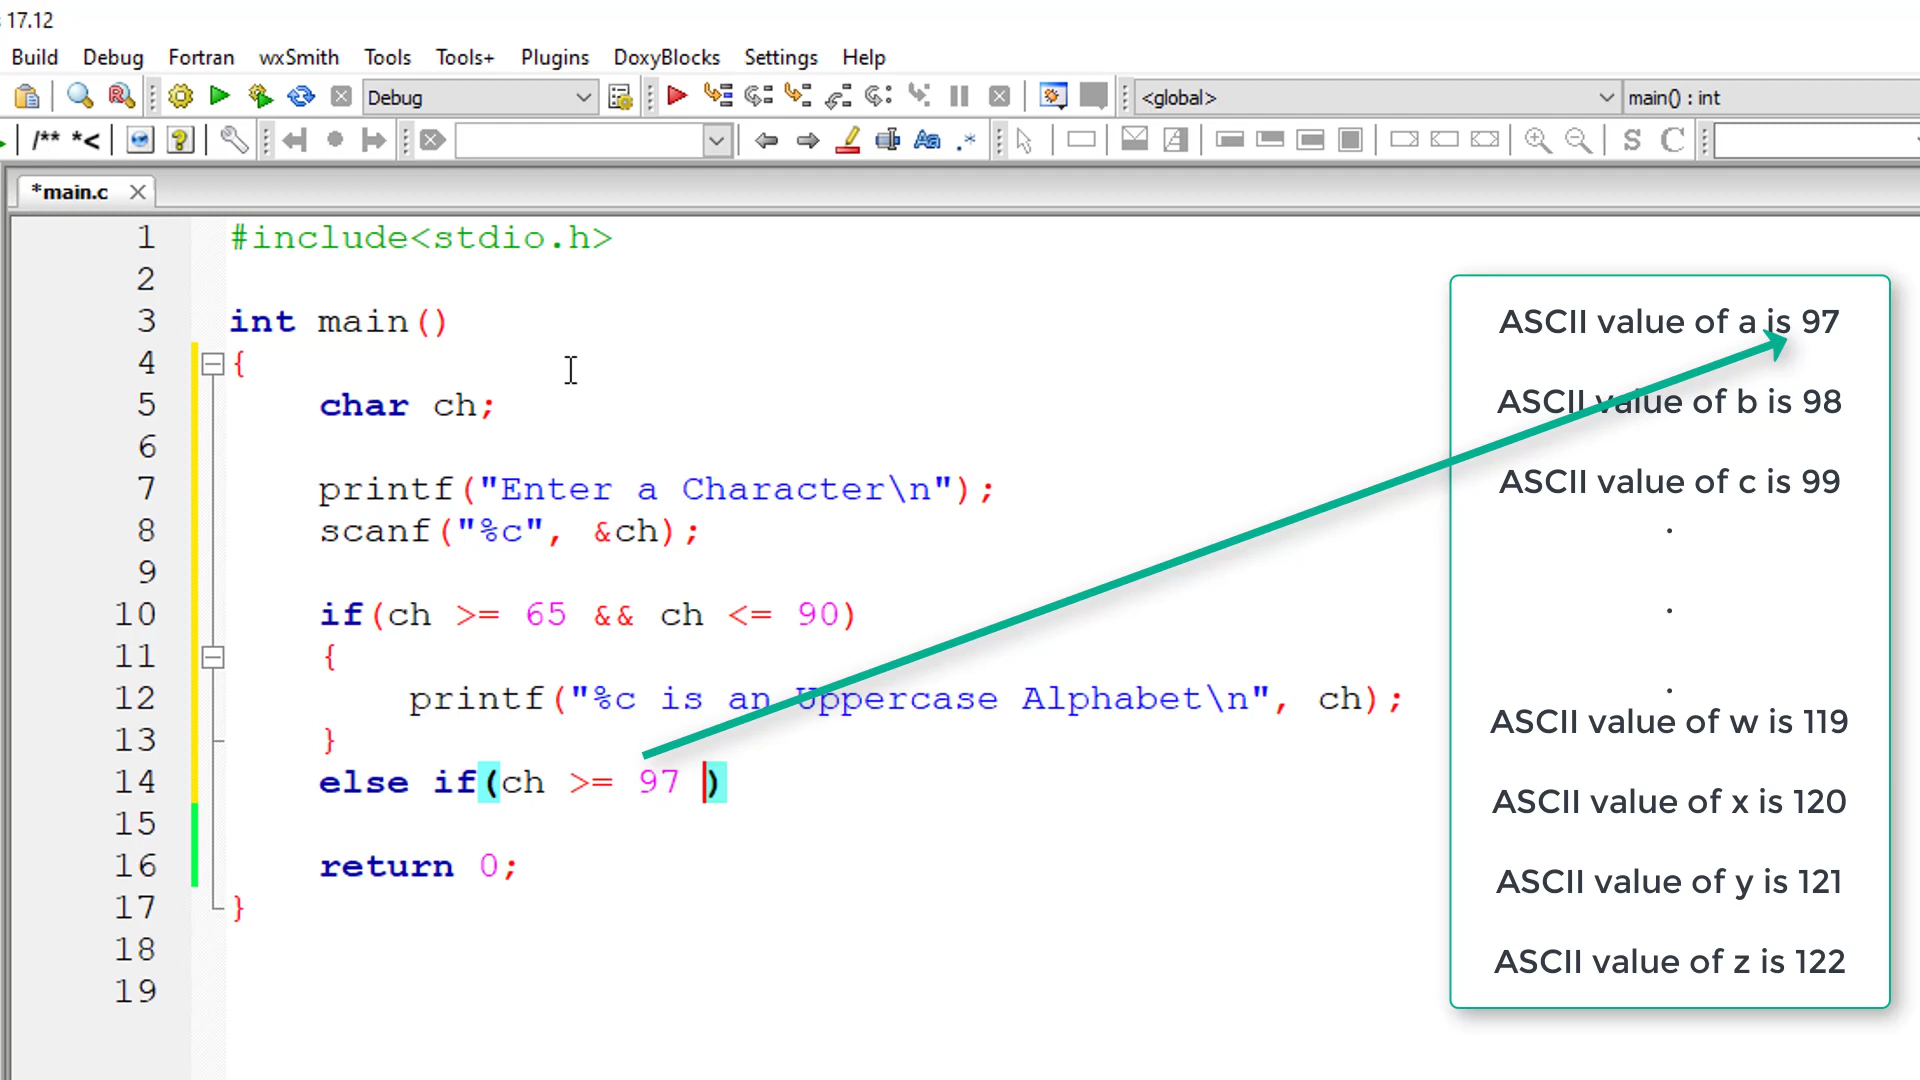 17.12
Build Debug Fortran wxSmith Tools Tools+ Plugins DoxyBlocks Settings Help
Debug <global> main() : int
/** *< Aa .* S C
*main.c
1 #include<stdio.h>
2
3 int main()
4 {
5 char ch;
6
7 printf("Enter a Character\n");
8 scanf("%c", &ch);
9
10 if(ch >= 65 && ch <= 90)
11 {
12 printf("%c is an Uppercase Alphabet\n", ch);
13 }
14 else if(ch >= 97 )
15
16 return 0;
17 }
18
19
ASCII value of a is 97
ASCII value of b is 98
ASCII value of c is 99
.
.
.
ASCII value of w is 119
ASCII value of x is 120
ASCII value of y is 121
ASCII value of z is 122